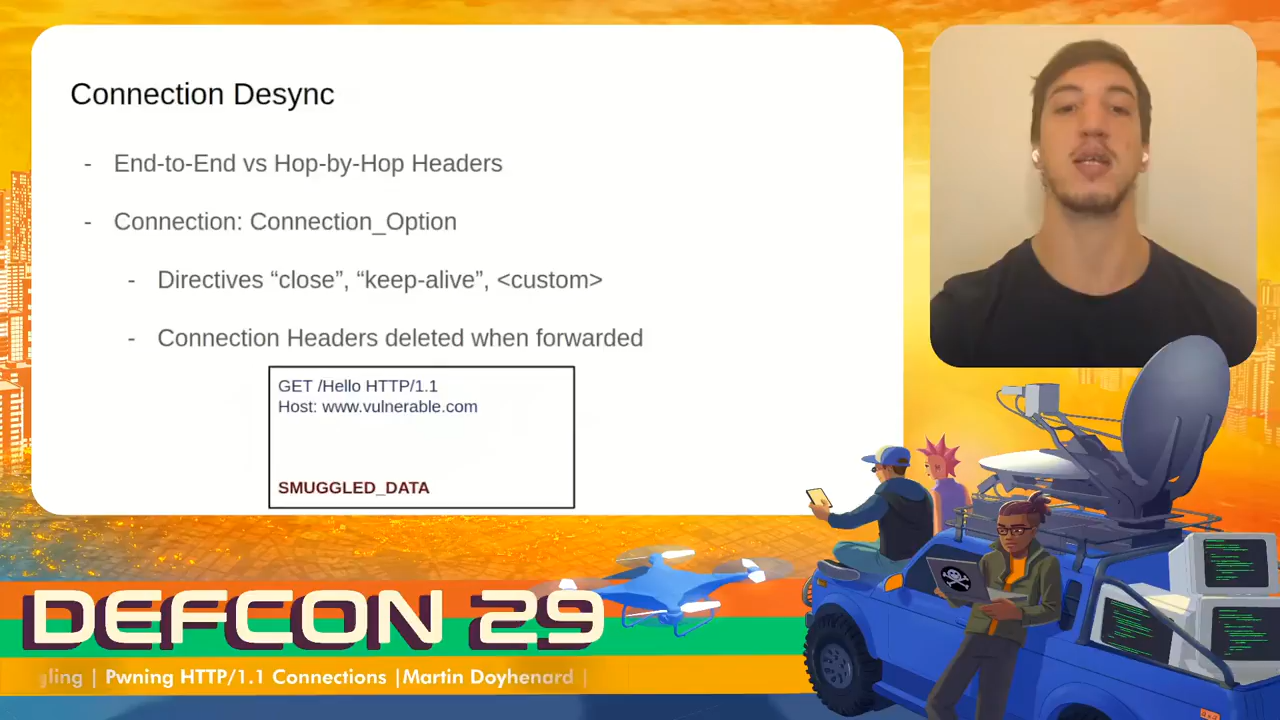 Connection Desync
- End-to-End vs Hop-by-Hop Headers
- Connection: Connection_Option
- Directives “close”, “keep-alive”, <custom>
- Connection Headers deleted when forwarded
GET /Hello HTTP/1.1
Host: www.vulnerable.com
SMUGGLED_DATA
DEFCON 29
gling | Pwning HTTP/1.1 Connections |Martin Doyhenard |